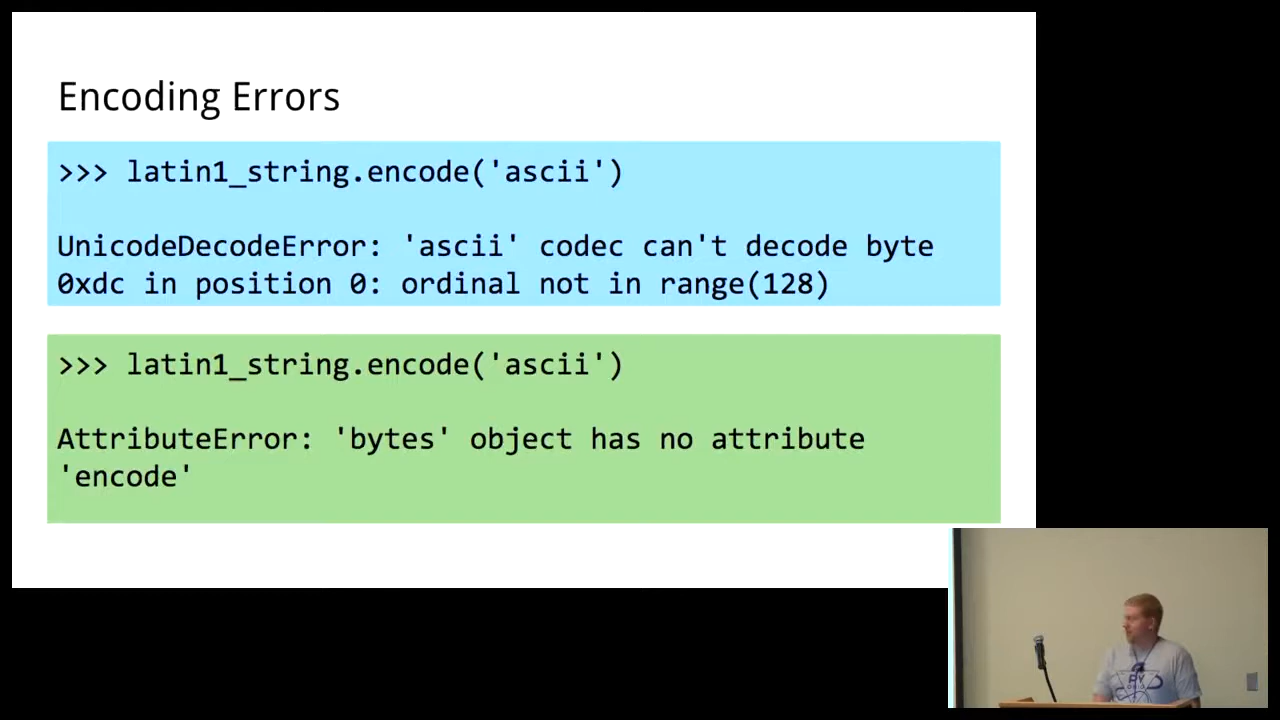 Encoding Errors
>>> latin1_string.encode('ascii')
UnicodeDecodeError: 'ascii' codec can't decode byte
0xdc in position 0: ordinal not in range(128)
>>> latin1_string.encode('ascii')
AttributeError: 'bytes' object has no attribute
'encode'
PY